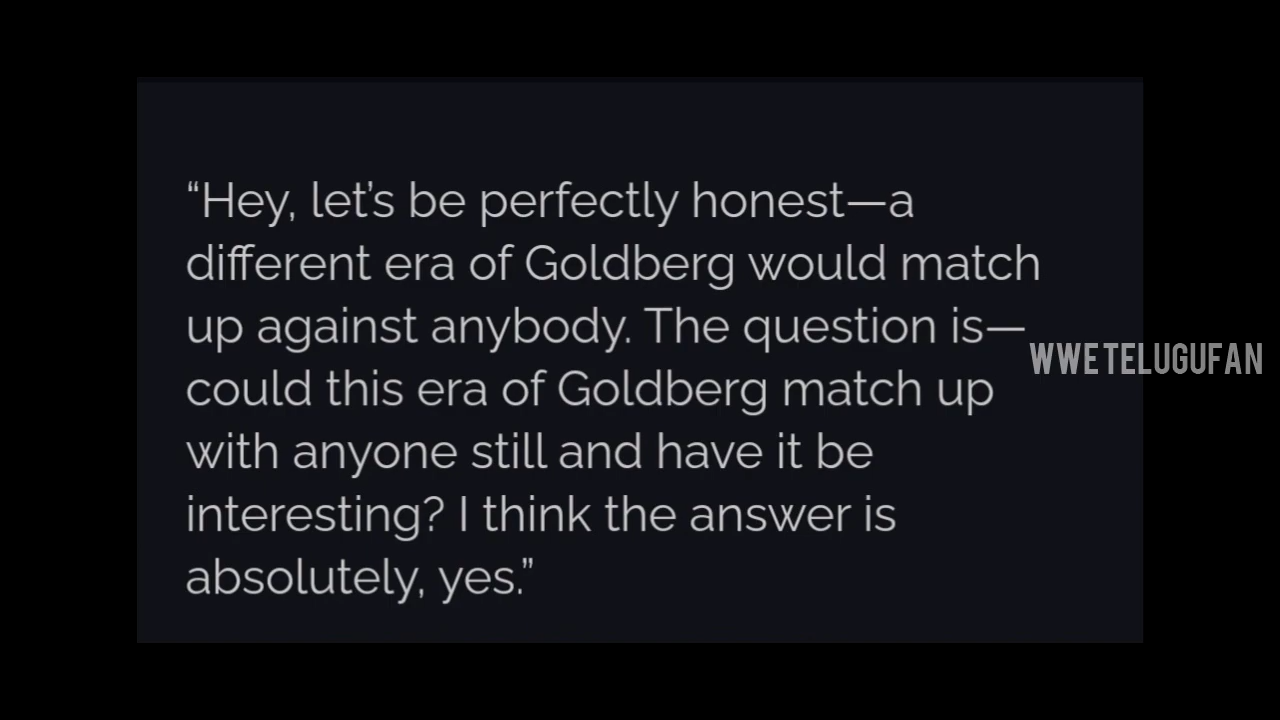 “Hey, let’s be perfectly honest—a
different era of Goldberg would match
up against anybody. The question is—
WWETELUGUFAN
could this era of Goldberg match up
with anyone still and have it be
interesting? I think the answer is
absolutely, yes.”